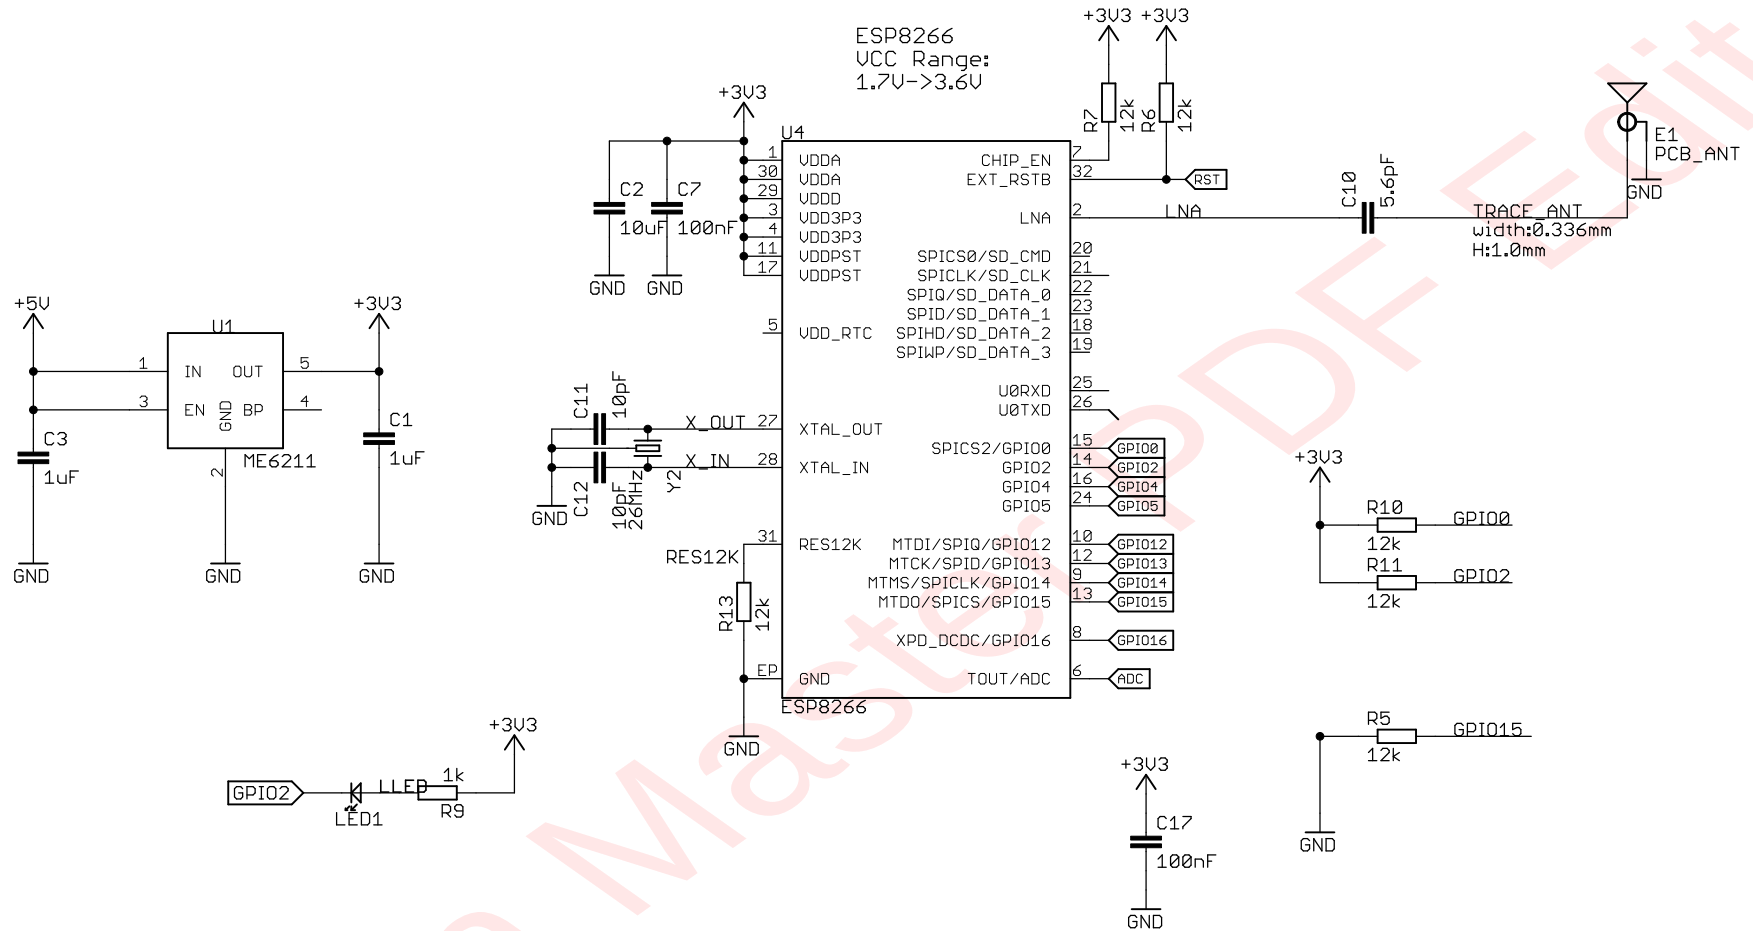 ESP8266
VCC Range:
1.7V->3.6V
+3V3 +3V3
R7
12k
R6
12k
+3V3
U4
1 VDDA
30 VDDA
29 VDDD
3 VDD3P3
4 VDD3P3
11 VDDPST
17 VDDPST
5 VDD_RTC
27 XTAL_OUT
28 XTAL_IN
31 RES12K
EP GND
CHIP_EN 7
EXT_RSTB 32 RST
LNA 2 LNA
SPICS0/SD_CMD 20
SPICLK/SD_CLK 21
SPIQ/SD_DATA_0 22
SPID/SD_DATA_1 23
SPIHD/SD_DATA_2 18
SPIWP/SD_DATA_3 19
U0RXD 25
U0TXD 26
SPICS2/GPIO0 15 GPIO0
GPIO2 14 GPIO2
GPIO4 16 GPIO4
GPIO5 24 GPIO5
MTDI/SPIQ/GPIO12 10 GPIO12
MTCK/SPID/GPIO13 12 GPIO13
MTMS/SPICLK/GPIO14 9 GPIO14
MTDO/SPICS/GPIO15 13 GPIO15
XPD_DCDC/GPIO16 8 GPIO16
TOUT/ADC 6 ADC
ESP8266
C2
10uF
GND
C7
100nF
GND
C10
5.6pF
E1
PCB_ANT
GND
TRACE_ANT
width:0.336mm
H:1.0mm
+5V
U1
+3V3
1 IN OUT 5
3 EN GND BP 4
2
ME6211
C3
1uF
C1
1uF
GND
GND
GND
C11
10pF
X_OUT
X_IN
C12
10pF
26MHz
Y2
GND
RES12K
R13
12k
GND
+3V3
R10
12k
GPIO0
R11
12k
GPIO2
R5
12k
GPIO15
GND
GPIO2
LED1
LLED
1k
R9
+3V3
+3V3
C17
100nF
GND
Master PDF Edit